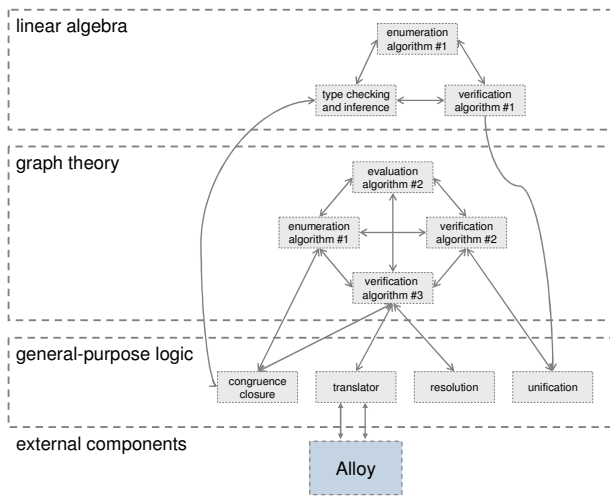 linear algebra
enumeration
algorithm #1
type checking
and inference
verification
algorithm #1
graph theory
evaluation
algorithm #2
enumeration
algorithm #1
verification
algorithm #2
verification
algorithm #3
general-purpose logic
congruence
closure
translator
resolution
unification
external components
Alloy